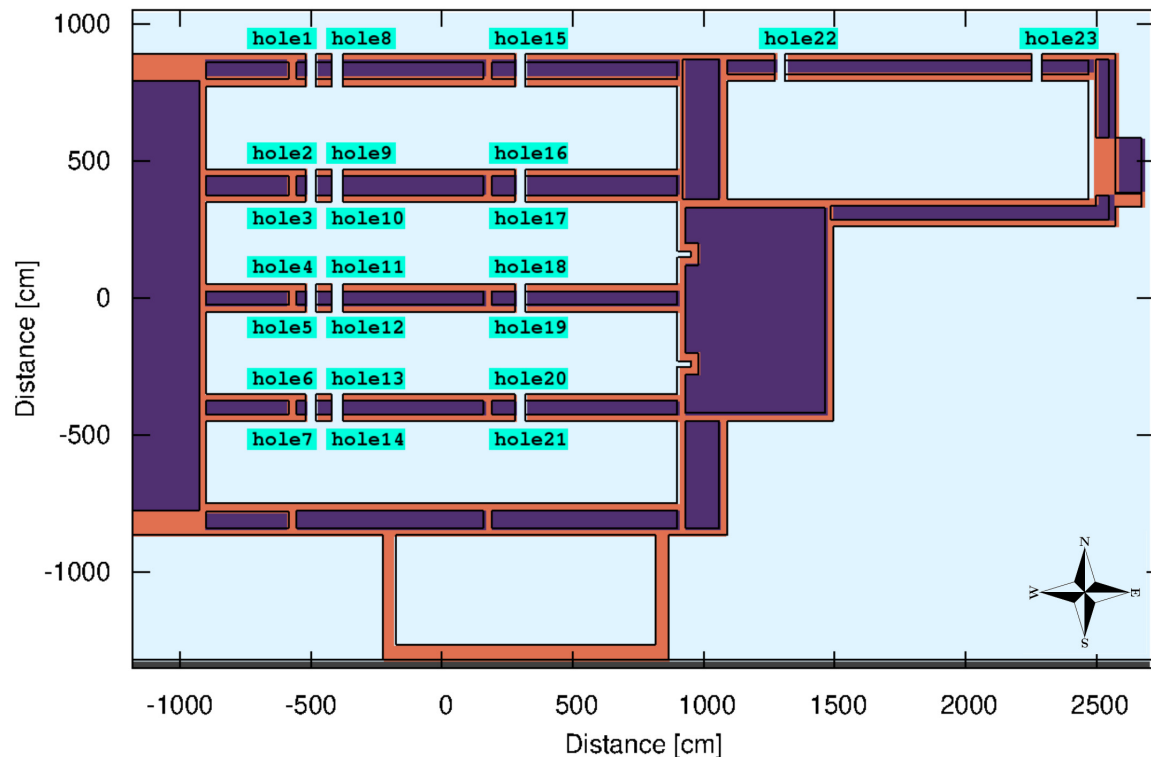 1000
hole1 hole8 hole15 hole22 hole23
500
hole2 hole9 hole16
hole3 hole10 hole17
hole4 hole11 hole18
0
hole5 hole12 hole19
hole6 hole13 hole20
-500
hole7 hole14 hole21
-1000
Distance [cm]
N
W E
S
-1000 -500 0 500 1000 1500 2000 2500
Distance [cm]